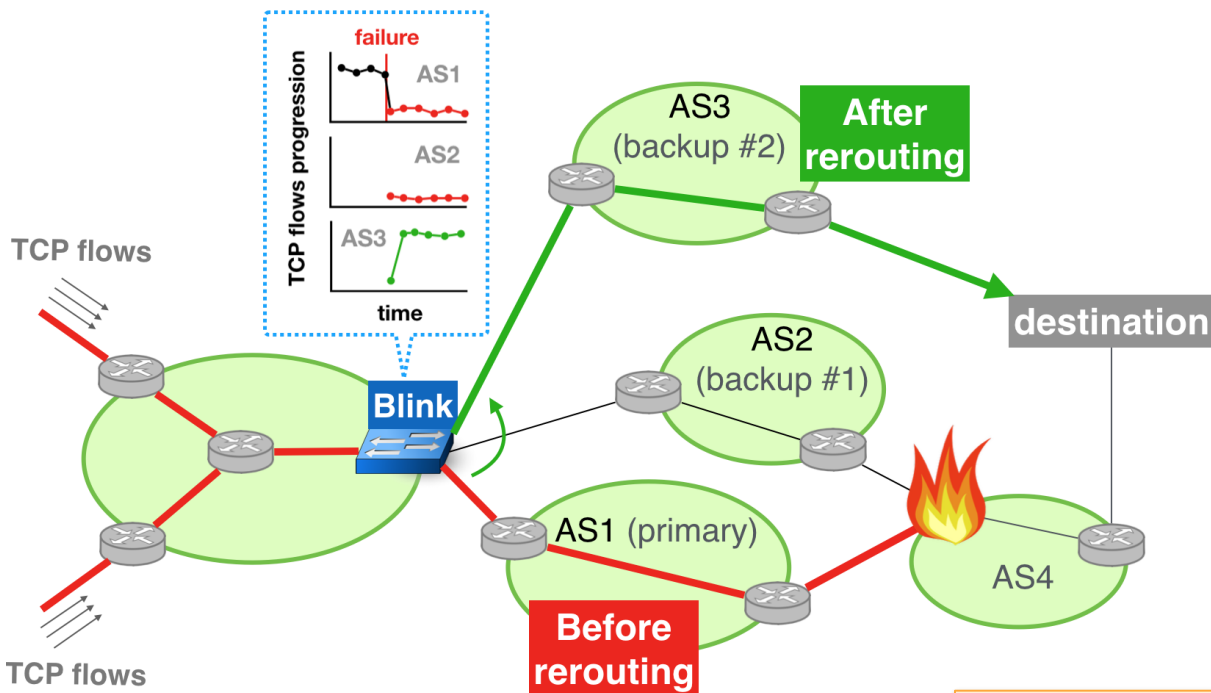 failure
AS1
AS2
AS3
TCP flows progression
time
TCP flows
AS3
(backup #2)
After
rerouting
destination
AS2
(backup #1)
Blink
AS1 (primary)
AS4
Before
rerouting
TCP flows